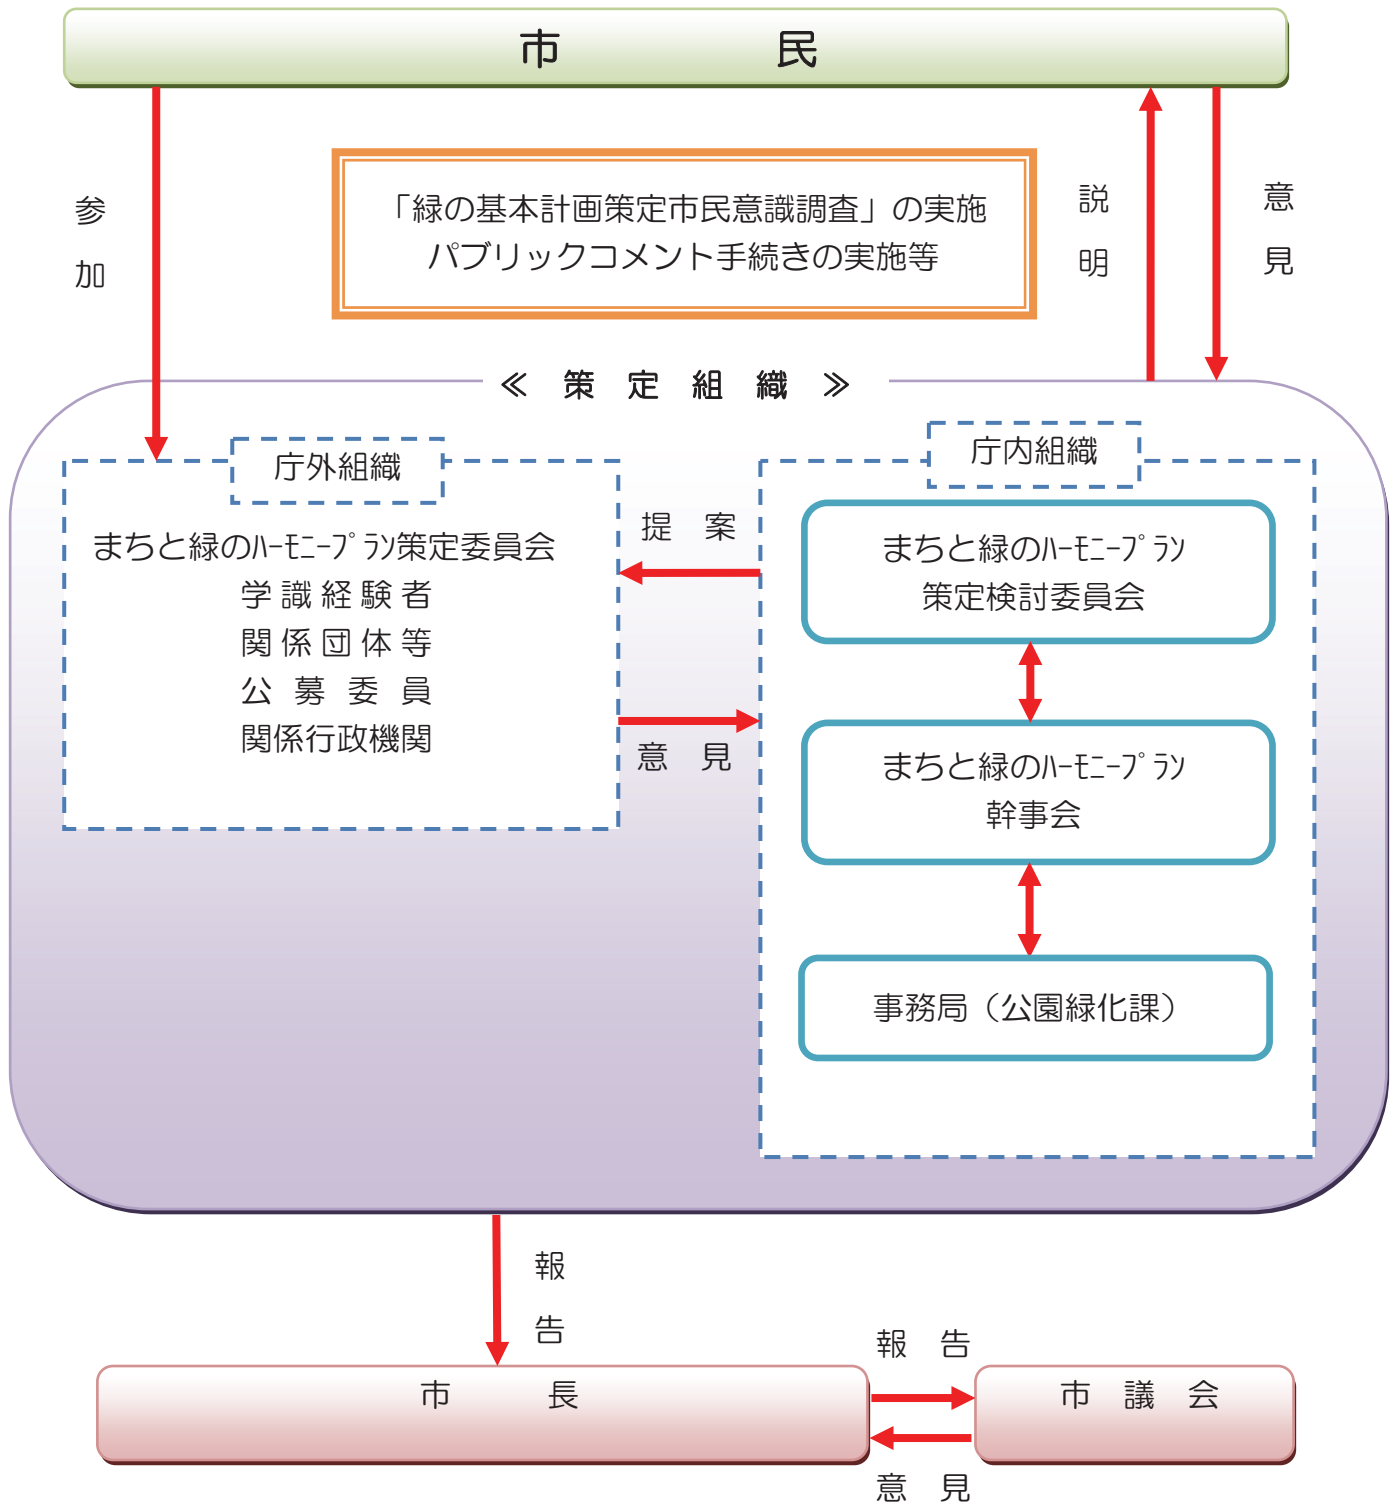 市　民
参加
「緑の基本計画策定市民意識調査」の実施
パブリックコメント手続きの実施等
説明
意見
≪ 策 定 組 織 ≫
庁外組織
まちと緑のﾊｰﾓﾆｰﾌﾟﾗﾝ策定委員会
学 識 経 験 者
関 係 団 体 等
公 募 委 員
関係行政機関
提 案
意 見
庁内組織
まちと緑のﾊｰﾓﾆｰﾌﾟﾗﾝ
策定検討委員会
まちと緑のﾊｰﾓﾆｰﾌﾟﾗﾝ
幹事会
事務局（公園緑化課）
報告
市　長
報 告
意 見
市 議 会